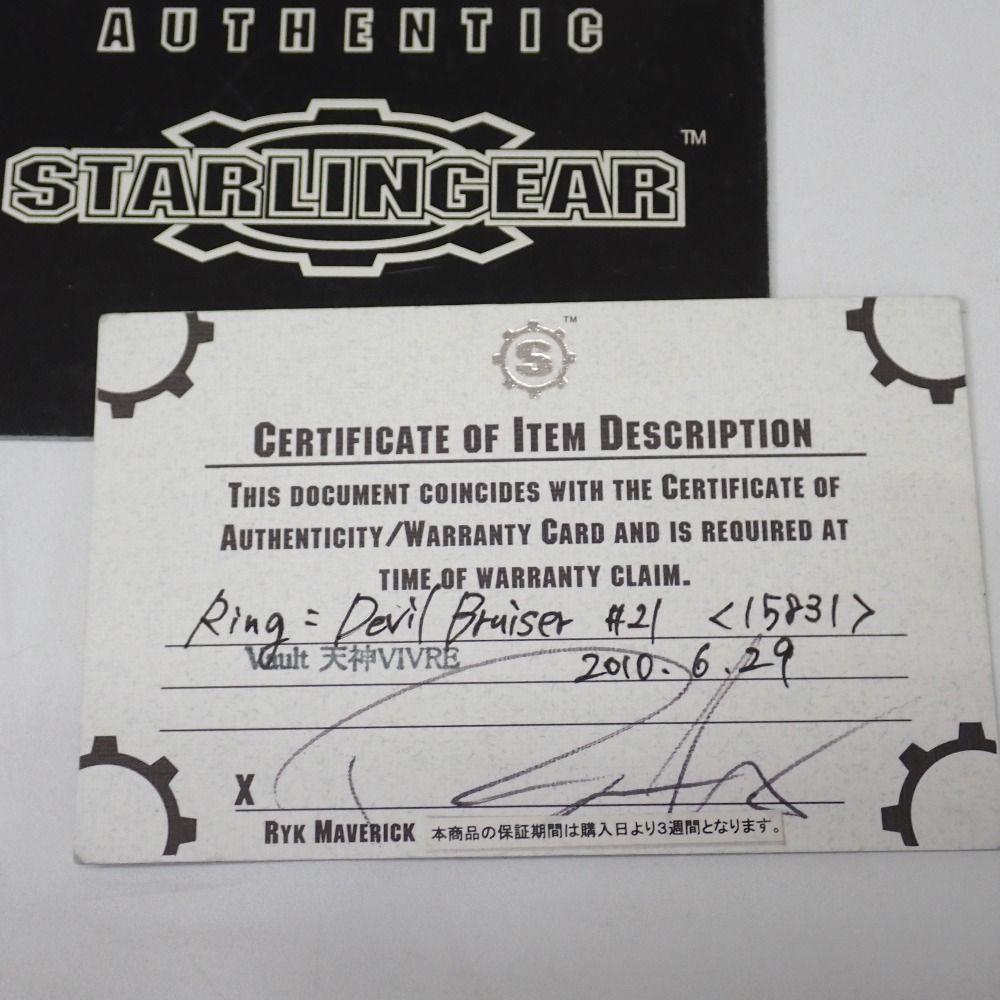 AUTHENTIC
STARLINGEAR™
S™
CERTIFICATE OF ITEM DESCRIPTION
THIS DOCUMENT COINCIDES WITH THE CERTIFICATE OF
AUTHENTICITY/WARRANTY CARD AND IS REQUIRED AT
TIME OF WARRANTY CLAIM.
Ring = Devil Bruiser #21 <15831>
Vault 天神VIVRE 2010.6.29
X
RYK MAVERICK 本商品の保証期間は購入日より3週間となります。